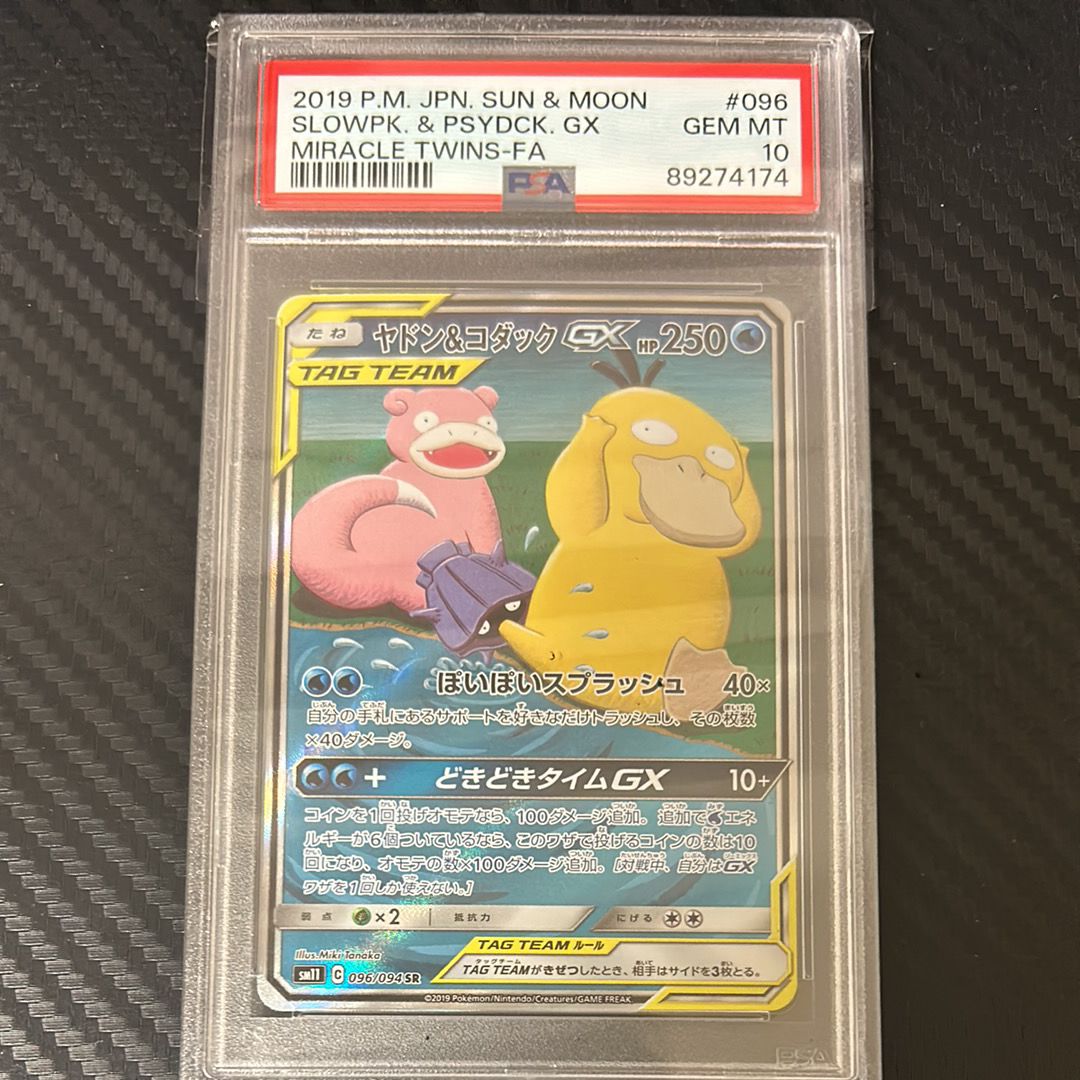 2019 P.M. JPN. SUN & MOON #096
SLOWPK. & PSYDCK. GX GEM MT
MIRACLE TWINS-FA 10
PSA 89274174
たね ヤドン&コダックGX HP250
TAG TEAM
ぽいぽいスプラッシュ 40×
自分の手札にあるサポートを好きなだけトラッシュし、その枚数
×40ダメージ。
+ どきどきタイムGX 10+
コインを1回投げオモテなら、100ダメージ追加。追加で エネ
ルギーが6個ついているなら、このワザで投げるコインの数は10
回になり、オモテの数×100ダメージ追加。[対戦中、自分はGX
ワザを1回しか使えない。]
弱点 ×2 抵抗力 にげる
Illus. Miki Tanaka
TAG TEAM ルール
TAG TEAMがきぜつしたとき、相手はサイドを3枚とる。
sm11 C 096/094 SR
©2019 Pokémon/Nintendo/Creatures/GAME FREAK.
PSA